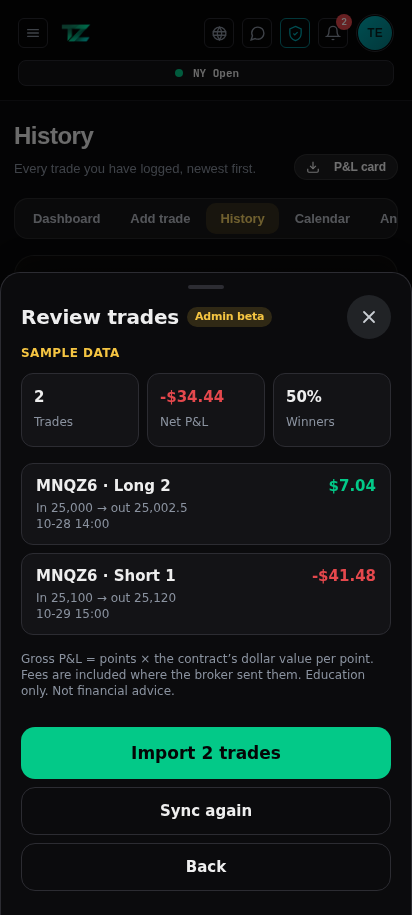 TZ
2
TE
NY Open
History
Every trade you have logged, newest first.
P&L card
Dashboard
Add trade
History
Calendar
An
Review trades
Admin beta
SAMPLE DATA
2
Trades
-$34.44
Net P&L
50%
Winners
MNQZ6 · Long 2
$7.04
In 25,000 → out 25,002.5
10-28 14:00
MNQZ6 · Short 1
-$41.48
In 25,100 → out 25,120
10-29 15:00
Gross P&L = points × the contract’s dollar value per point.
Fees are included where the broker sent them. Education
only. Not financial advice.
Import 2 trades
Sync again
Back